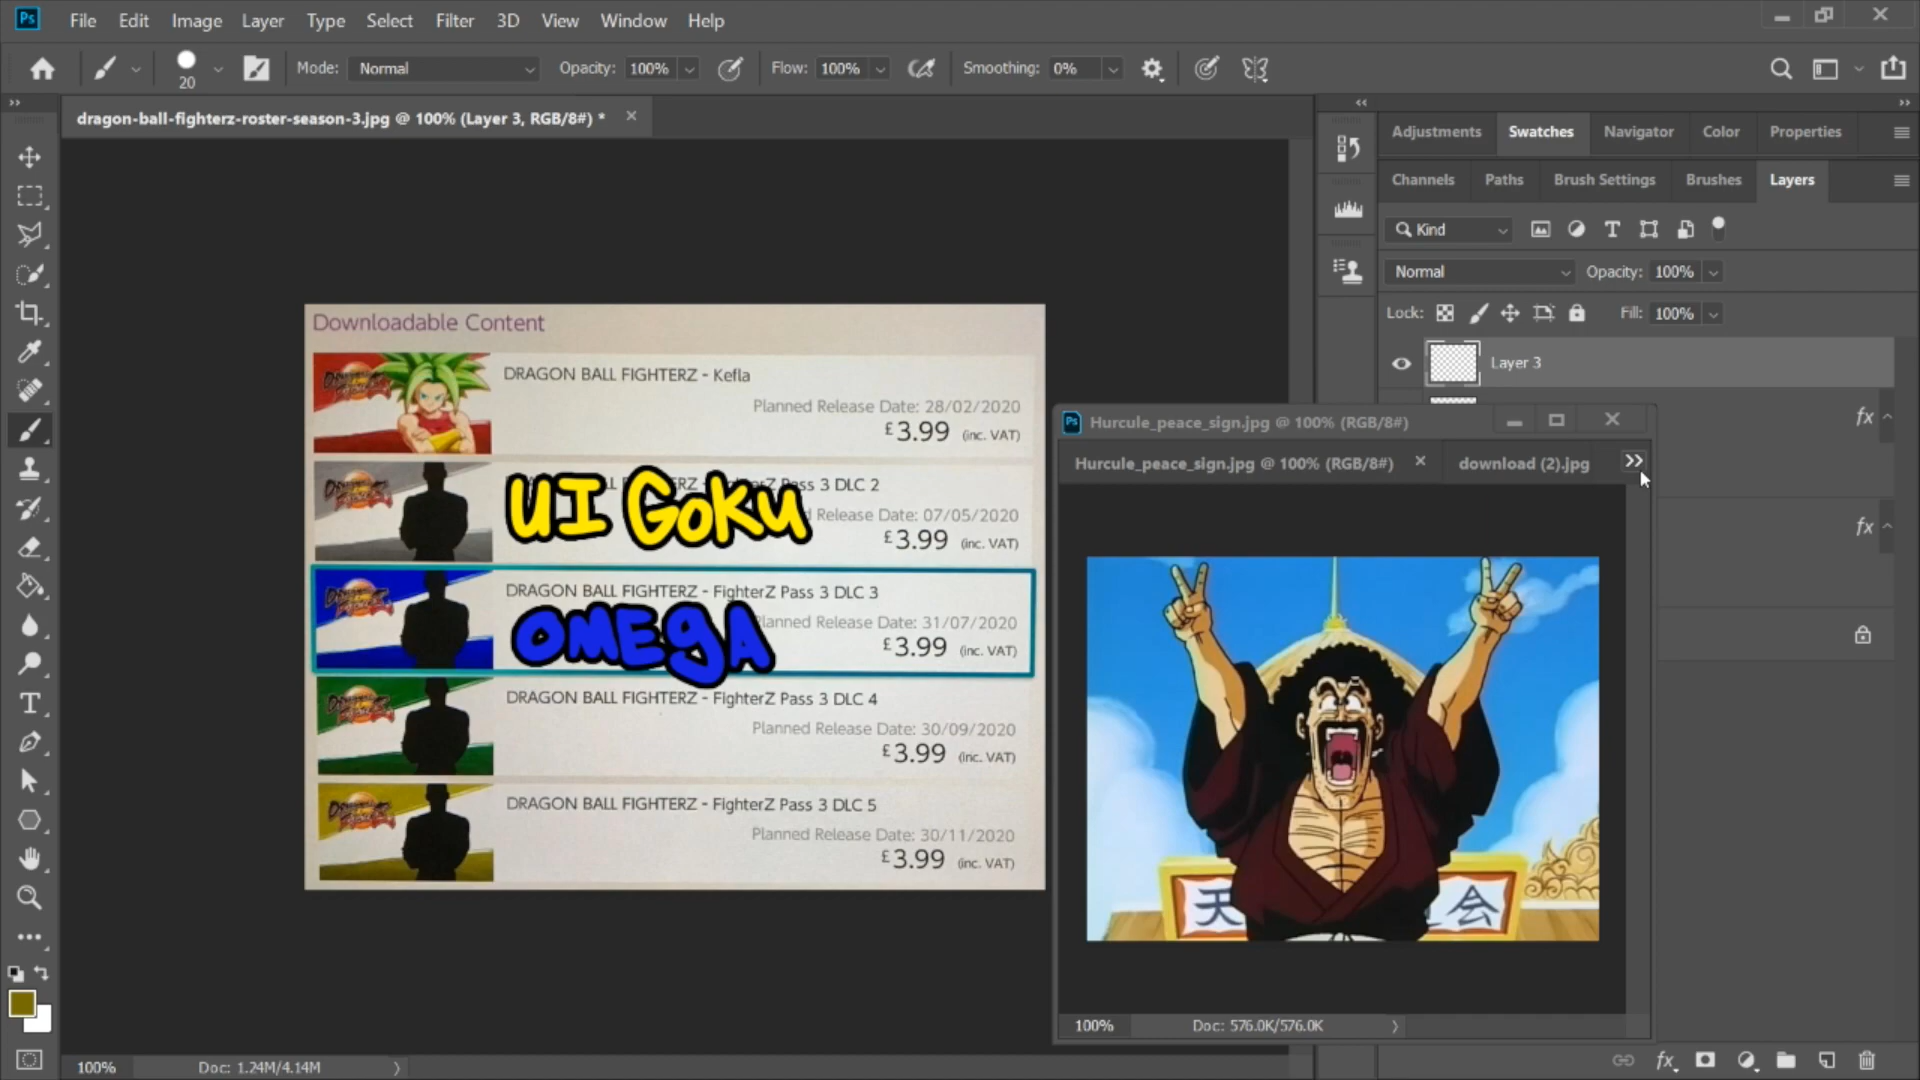 File Edit Image Layer Type Select Filter 3D View Window Help
20 Mode: Normal Opacity: 100% Flow: 100% Smoothing: 0%
dragon-ball-fighterz-roster-season-3.jpg @ 100% (Layer 3, RGB/8#) *
Adjustments Swatches Navigator Color Properties
Channels Paths Brush Settings Brushes Layers
Kind
Normal Opacity: 100%
Lock: Fill: 100%
Layer 3
fx
fx
Downloadable Content
DRAGON BALL FIGHTERZ - Kefla
Planned Release Date: 28/02/2020
£3.99 (inc. VAT)
Pass 3 DLC 2
UI GOKU
Release Date: 07/05/2020
£3.99 (inc. VAT)
DRAGON BALL FIGHTERZ - FighterZ Pass 3 DLC 3
OMEGA
Planned Release Date: 31/07/2020
£3.99 (inc. VAT)
DRAGON BALL FIGHTERZ - FighterZ Pass 3 DLC 4
Planned Release Date: 30/09/2020
£3.99 (inc. VAT)
DRAGON BALL FIGHTERZ - FighterZ Pass 3 DLC 5
Planned Release Date: 30/11/2020
£3.99 (inc. VAT)
Ps Hurcule_peace_sign.jpg @ 100% (RGB/8#)
Hurcule_peace_sign.jpg @ 100% (RGB/8#) download (2).jpg
天 会
100% Doc: 576.0K/576.0K
100% Doc: 1.24M/4.14M
fx